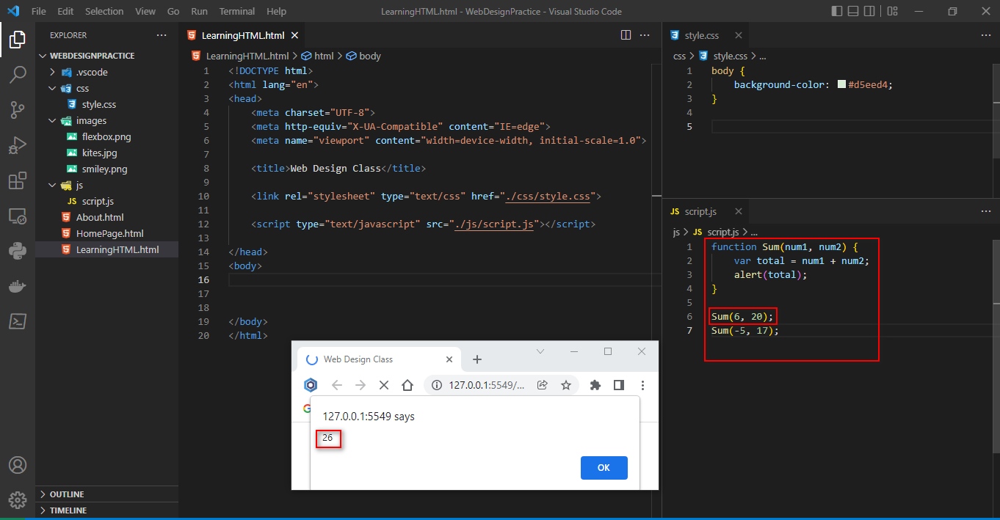 File Edit Selection View Go Run Terminal Help
LearningHTML.html - WebDesignPractice - Visual Studio Code
EXPLORER
WEBDESIGNPRACTICE
.vscode
css
style.css
images
flexbox.png
kites.jpg
smiley.png
js
JS script.js
About.html
HomePage.html
LearningHTML.html
OUTLINE
TIMELINE
LearningHTML.html
LearningHTML.html > html > body
1 <!DOCTYPE html>
2 <html lang="en">
3 <head>
4 <meta charset="UTF-8">
5 <meta http-equiv="X-UA-Compatible" content="IE=edge">
6 <meta name="viewport" content="width=device-width, initial-scale=1.0">
7
8 <title>Web Design Class</title>
9
10 <link rel="stylesheet" type="text/css" href="./css/style.css">
11
12 <script type="text/javascript" src="./js/script.js"></script>
13
14 </head>
15 <body>
16
17
18
19 </body>
20 </html>
style.css
css > style.css > ...
1 body {
2 background-color: #d5eed4;
3 }
4
5
JS script.js
js > JS script.js > ...
1 function Sum(num1, num2) {
2 var total = num1 + num2;
3 alert(total);
4 }
5
6 Sum(6, 20);
7 Sum(-5, 17);
Web Design Class
127.0.0.1:5549/...
G
127.0.0.1:5549 says
26
OK